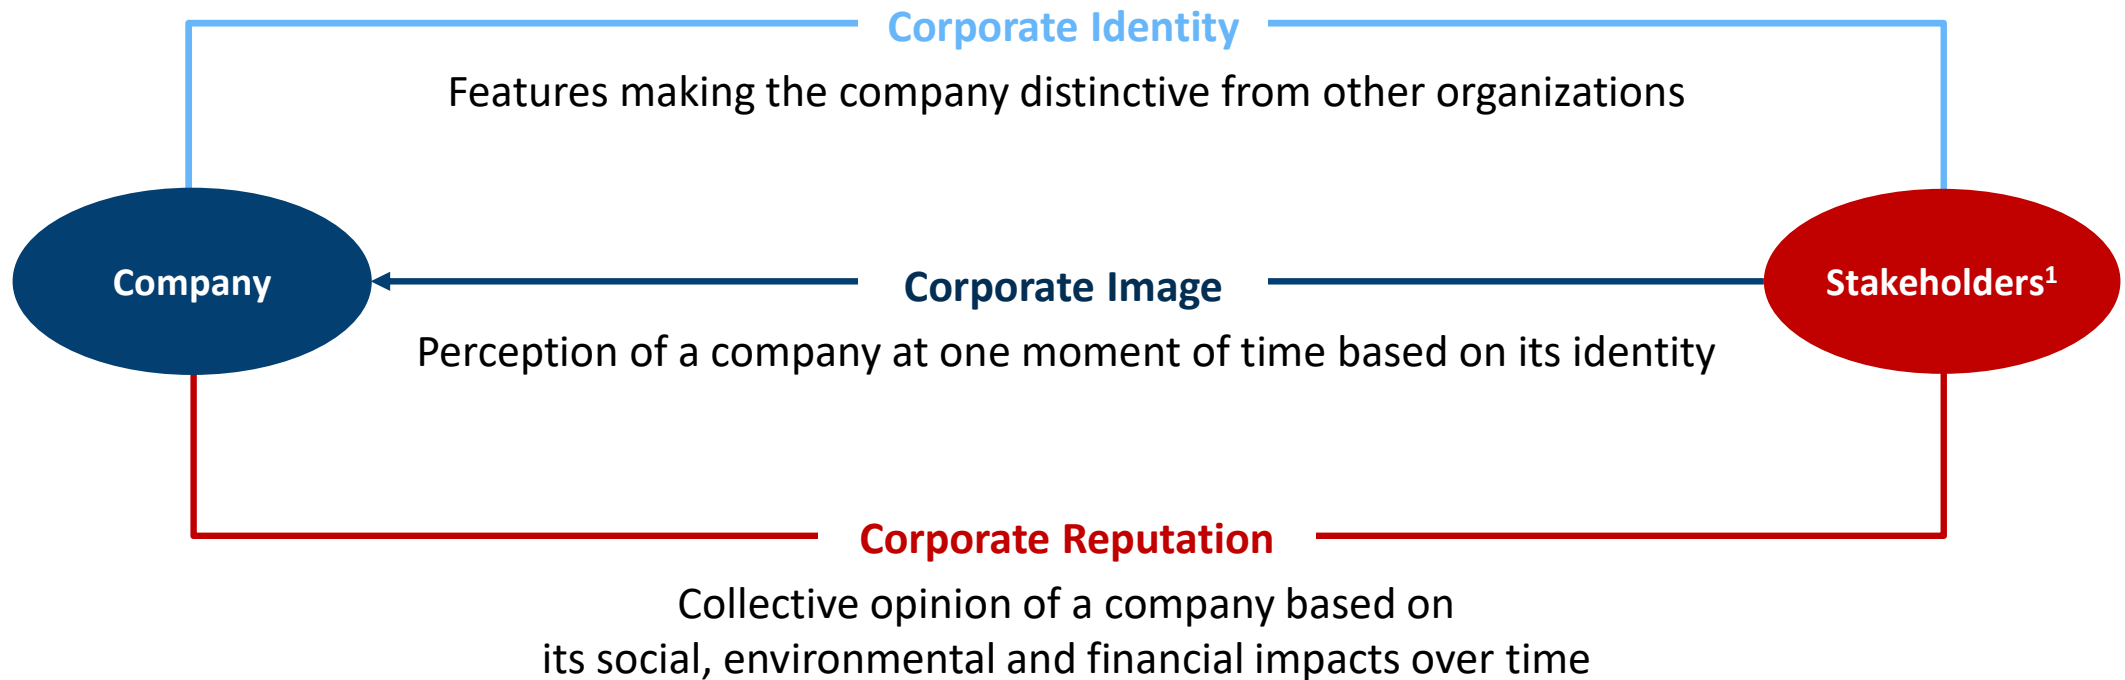 Corporate Identity
Features making the company distinctive from other organizations
Company
Corporate Image
Stakeholders¹
Perception of a company at one moment of time based on its identity
Corporate Reputation
Collective opinion of a company based on
its social, environmental and financial impacts over time